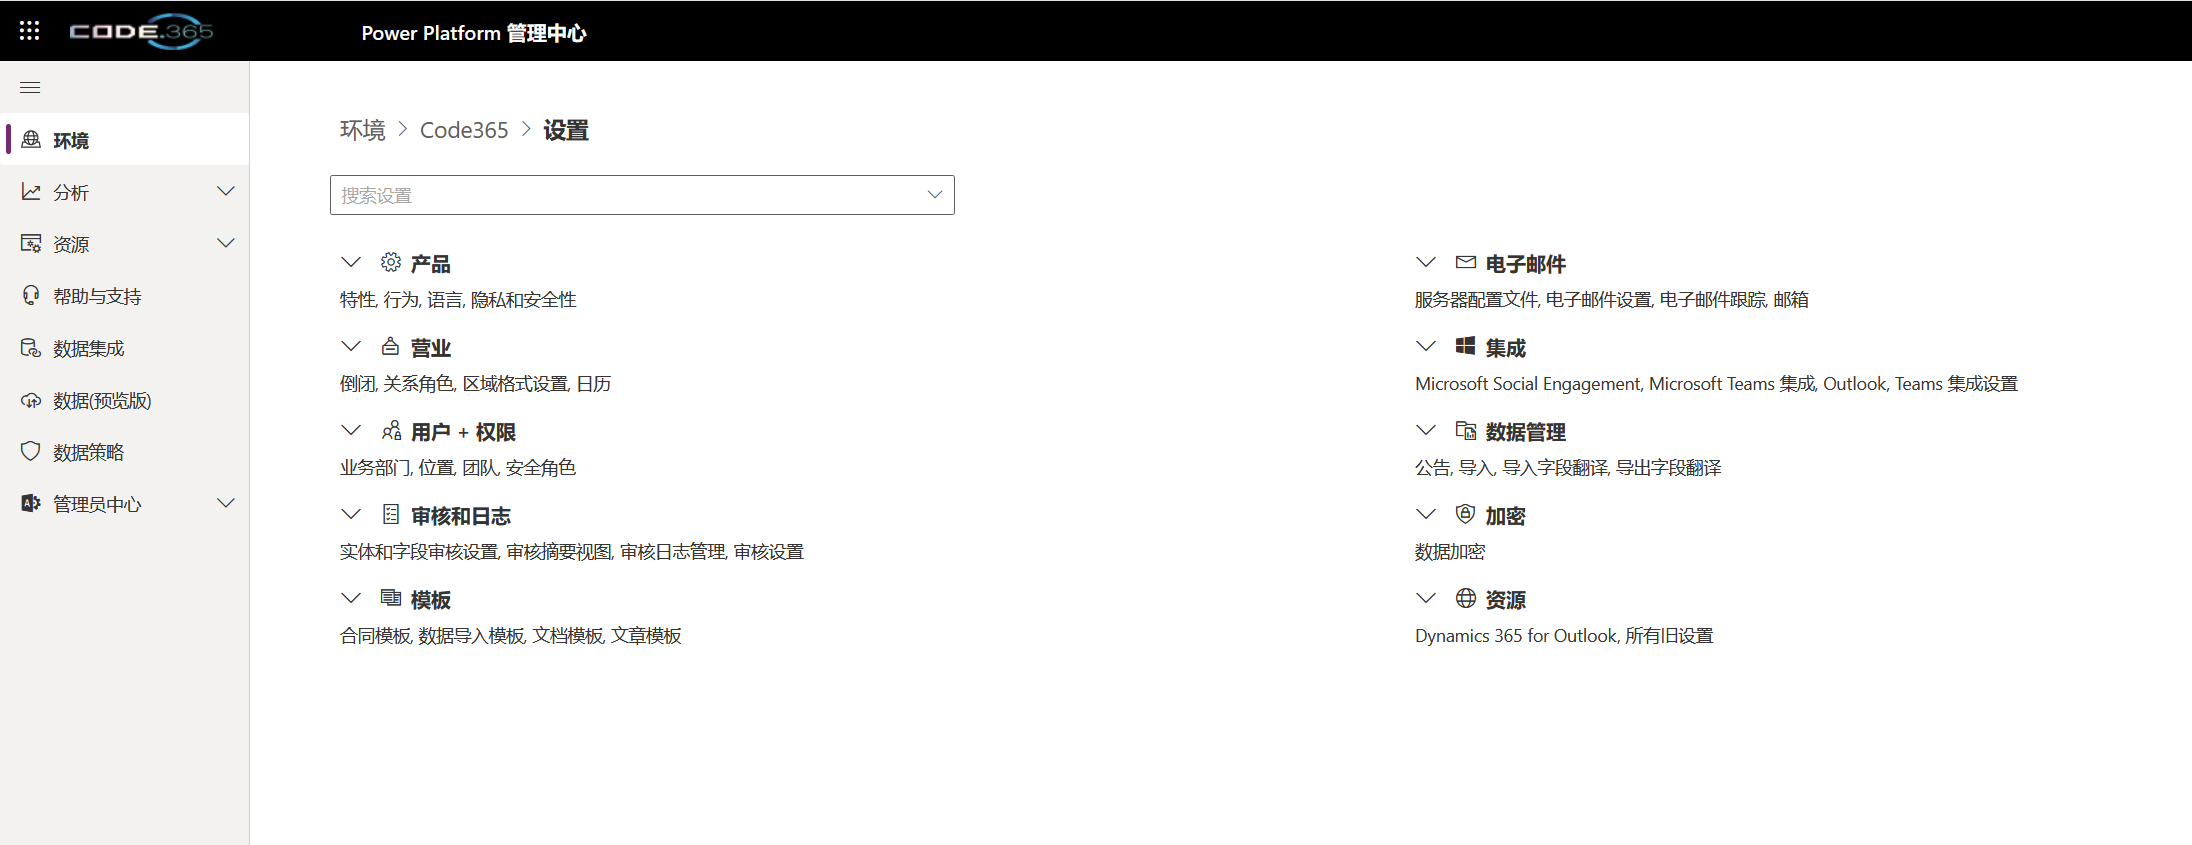 CODE.365
Power Platform 管理中心
环境
分析
资源
帮助与支持
数据集成
数据(预览版)
数据策略
管理员中心
环境 > Code365 > 设置
搜索设置
产品
特性, 行为, 语言, 隐私和安全性
营业
倒闭, 关系角色, 区域格式设置, 日历
用户 + 权限
业务部门, 位置, 团队, 安全角色
审核和日志
实体和字段审核设置, 审核摘要视图, 审核日志管理, 审核设置
模板
合同模板, 数据导入模板, 文档模板, 文章模板
电子邮件
服务器配置文件, 电子邮件设置, 电子邮件跟踪, 邮箱
集成
Microsoft Social Engagement, Microsoft Teams 集成, Outlook, Teams 集成设置
数据管理
公告, 导入, 导入字段翻译, 导出字段翻译
加密
数据加密
资源
Dynamics 365 for Outlook, 所有旧设置